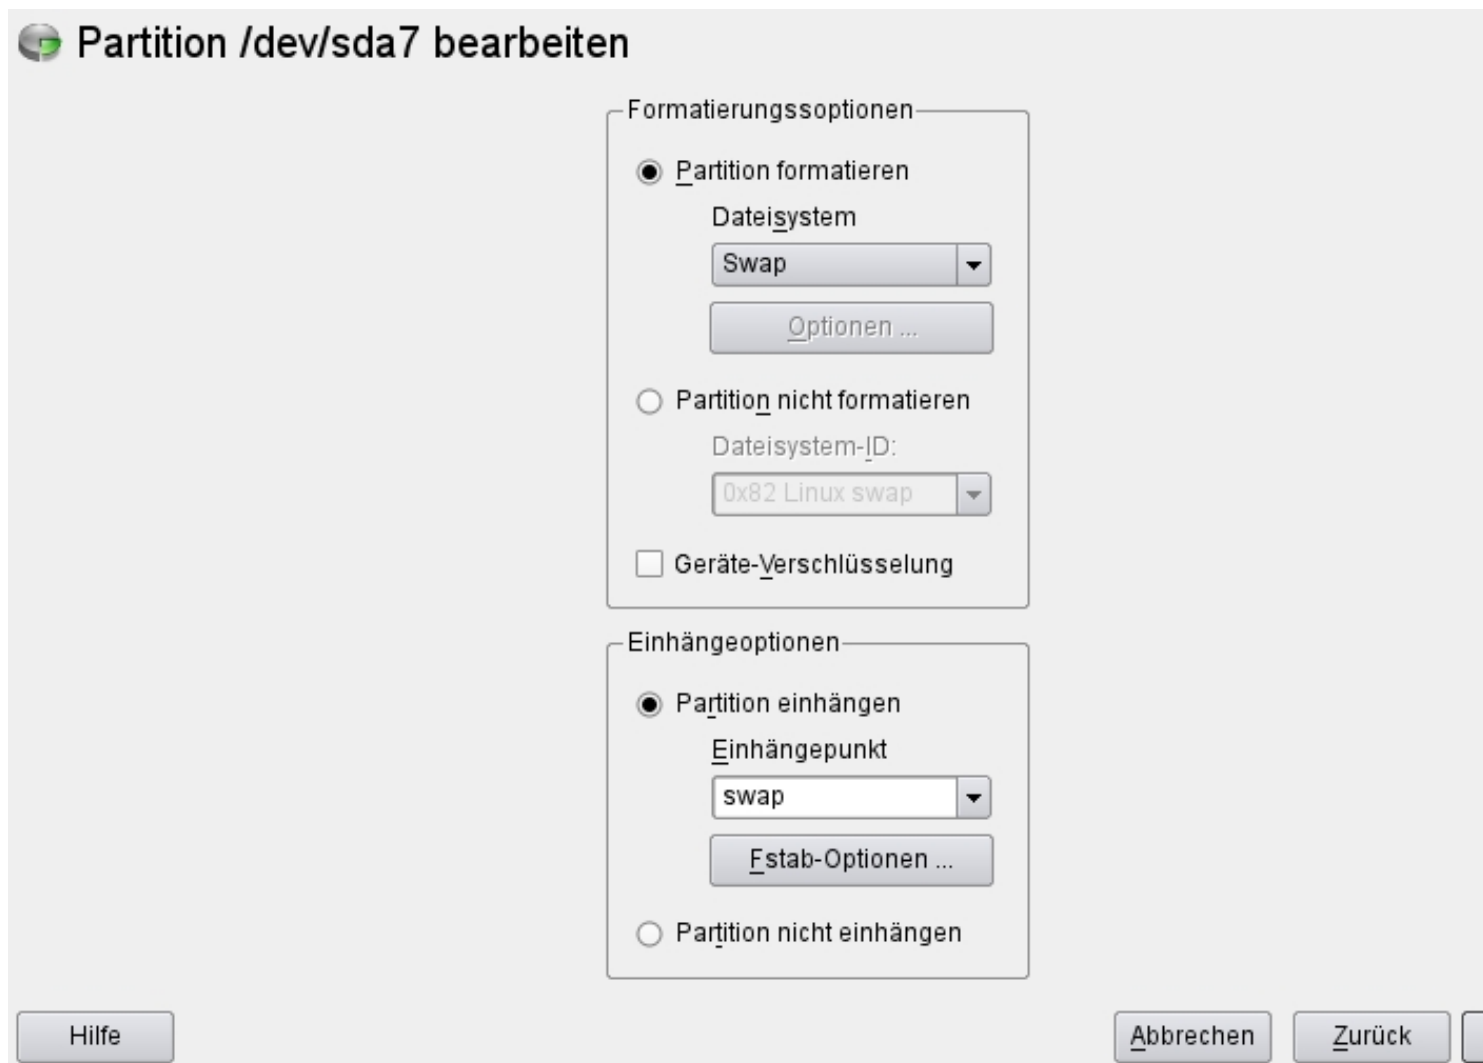 Partition /dev/sda7 bearbeiten
Formatierungssoptionen
Partition formatieren
Dateisystem
Swap
Optionen ...
Partition nicht formatieren
Dateisystem-ID:
0x82 Linux swap
Geräte-Verschlüsselung
Einhängeoptionen
Partition einhängen
Einhängepunkt
swap
Fstab-Optionen ...
Partition nicht einhängen
Hilfe
Abbrechen
Zurück